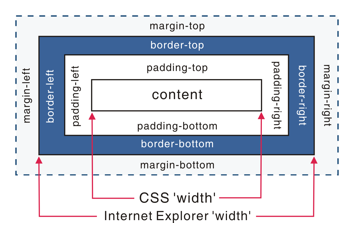 margin-top
border-top
margin-left
border-left
padding-left
padding-top
content
padding-bottom
padding-right
border-right
margin-right
border-bottom
margin-bottom
CSS 'width'
Internet Explorer 'width'